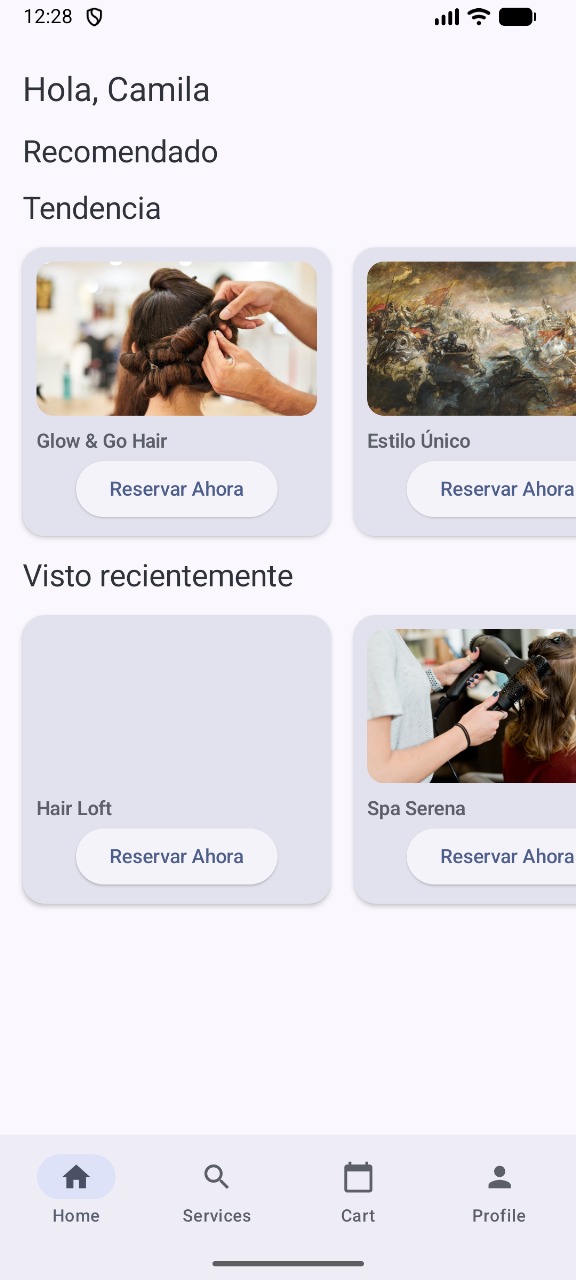 12:28
Hola, Camila
Recomendado
Tendencia
Glow & Go Hair
Estilo Único
Reservar Ahora
Reservar Ahora
Visto recientemente
Hair Loft
Spa Serena
Reservar Ahora
Reservar Ahora
Home
Services
Cart
Profile